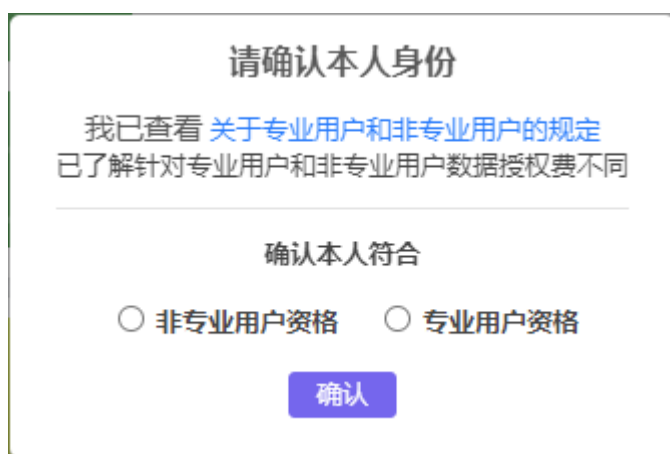 请确认本人身份
我已查看 关于专业用户和非专业用户的规定
已了解针对专业用户和非专业用户数据授权费不同
确认本人符合
非专业用户资格 专业用户资格
确认